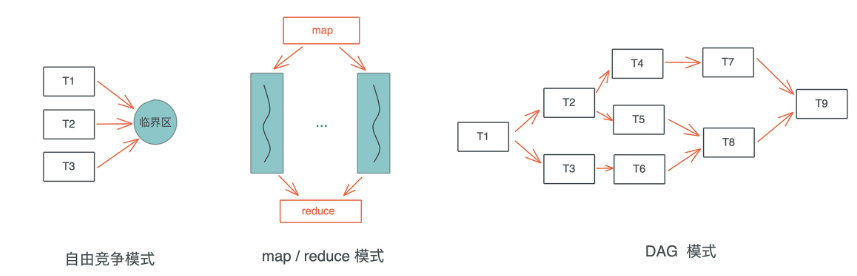 T1
T2
T3
临界区
自由竞争模式
map
...
reduce
map / reduce 模式
T1
T2
T3
T4
T5
T6
T7
T8
T9
DAG 模式